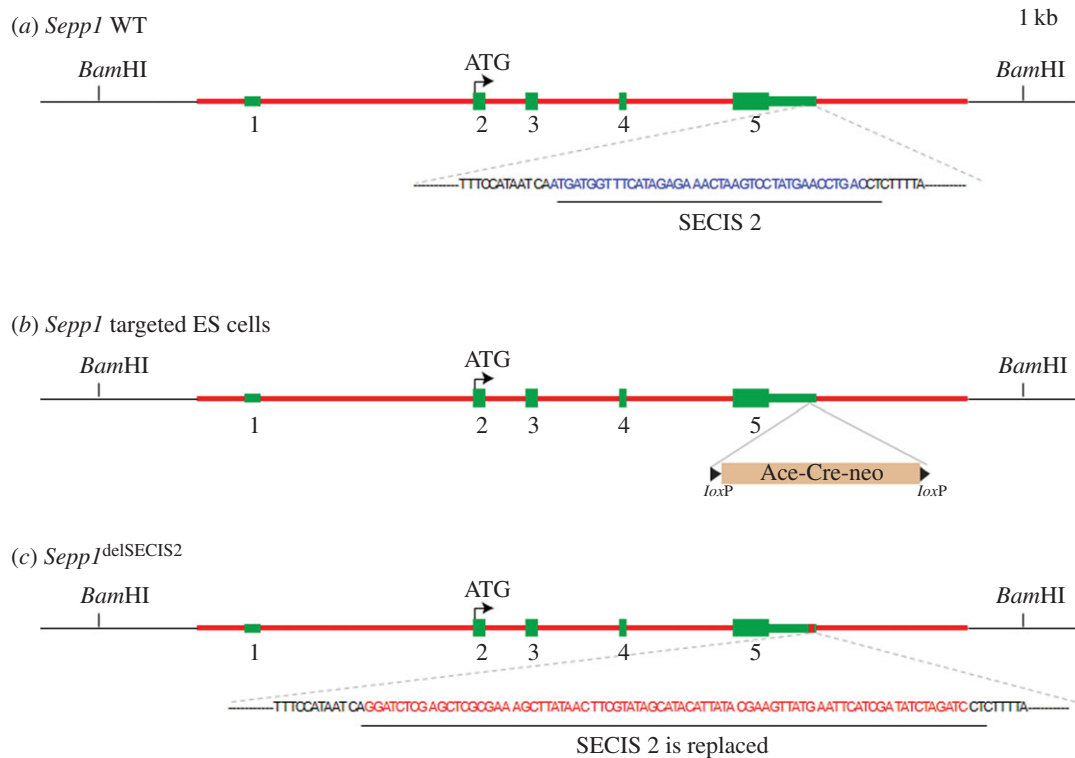 (a) Sepp1 WT
1 kb
BamHI ATG BamHI
1 2 3 4 5
----------TTTCCATAATCAATGATGGTTTCATAGAGAAACTAAGTCCTATGAACCTGACCTCTTTTA----------
SECIS 2
(b) Sepp1 targeted ES cells
BamHI ATG BamHI
1 2 3 4 5
Ace-Cre-neo
loxP loxP
(c) Sepp1delSECIS2
BamHI ATG BamHI
1 2 3 4 5
----------TTTCCATAATCAGGATCTCGAGCTCGCGAAAGCTTATAACTTCGTATAGCATACATTATACGAAGTTATGAATTCATCGATATCTAGATCCTCTTTTA----------
SECIS 2 is replaced